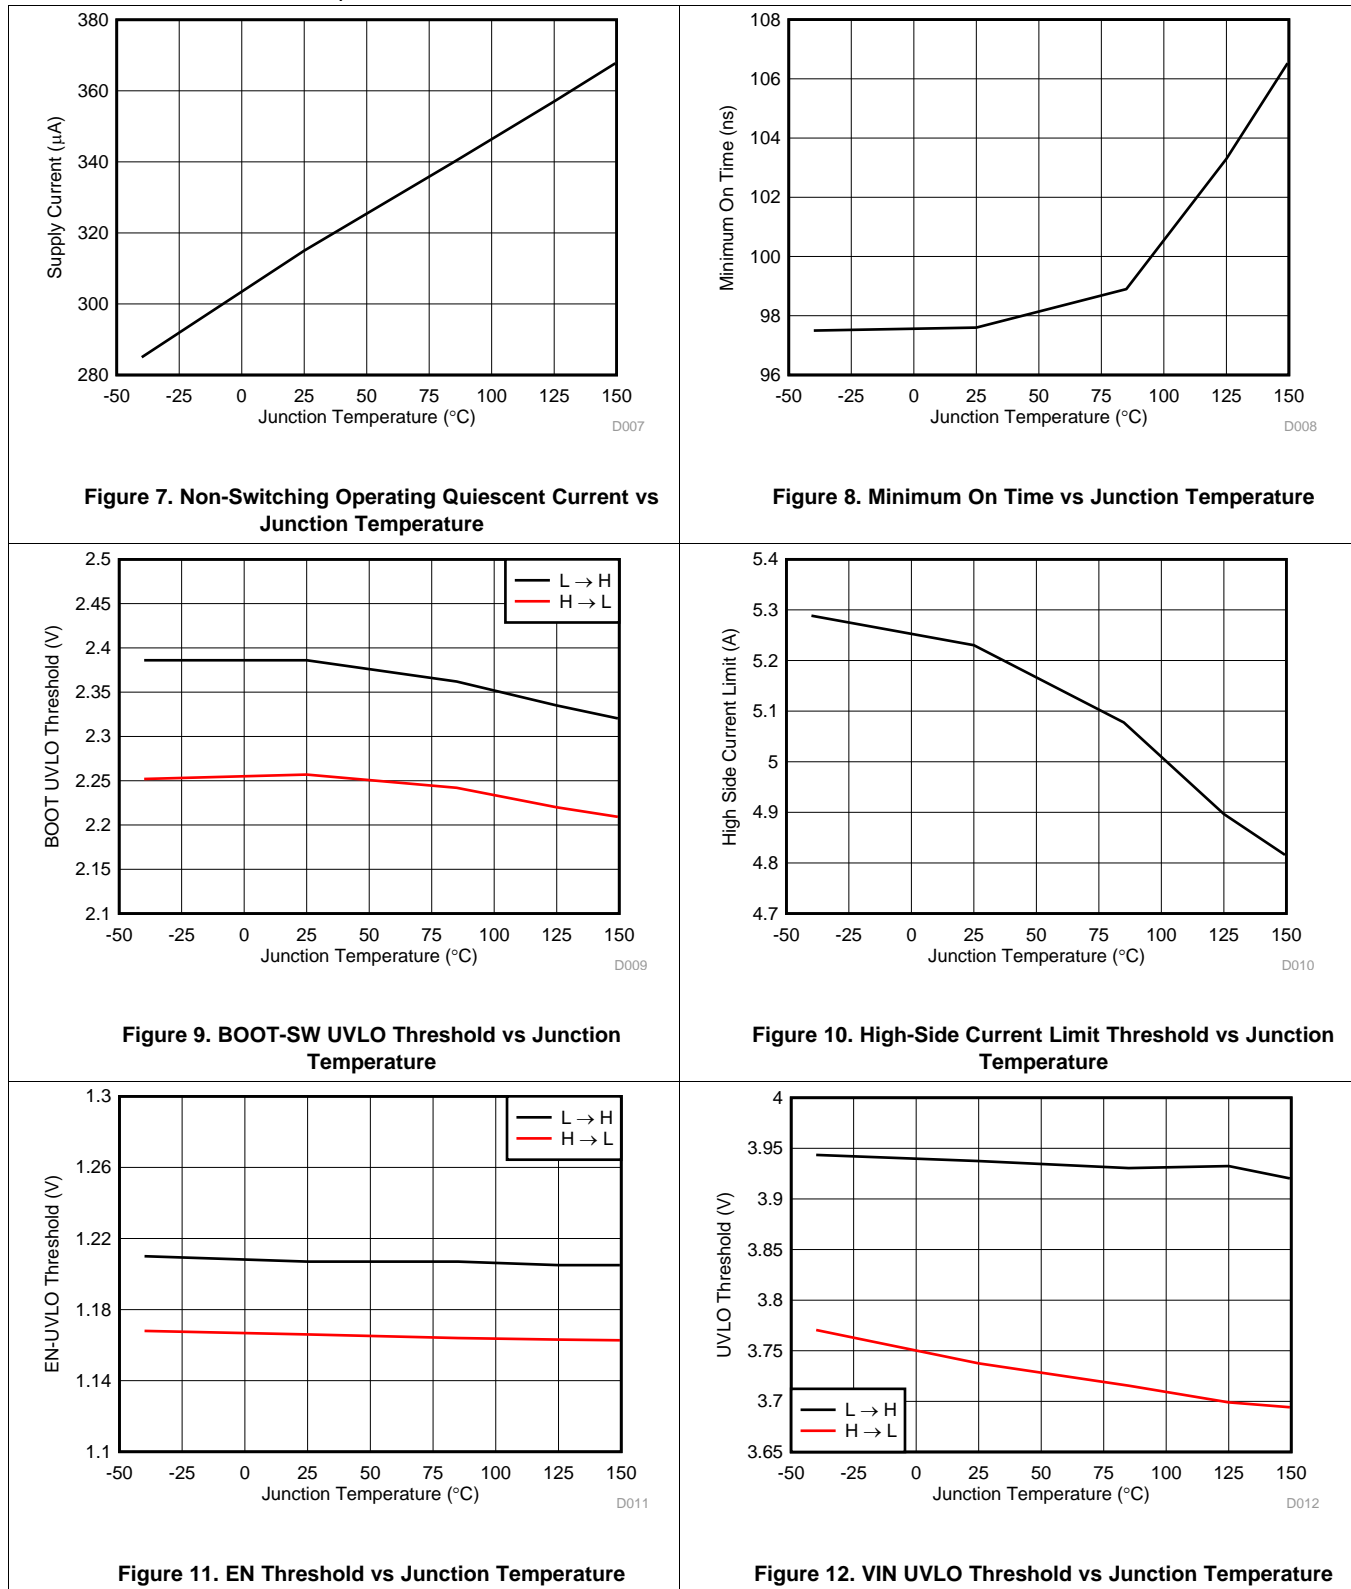 380
360
340
320
300
280
-50 -25 0 25 50 75 100 125 150
Supply Current (µA)
Junction Temperature (°C)
D007
Figure 7. Non-Switching Operating Quiescent Current vs
Junction Temperature
108
106
104
102
100
98
96
-50 -25 0 25 50 75 100 125 150
Minimum On Time (ns)
Junction Temperature (°C)
D008
Figure 8. Minimum On Time vs Junction Temperature
2.5
2.45
2.4
2.35
2.3
2.25
2.2
2.15
2.1
-50 -25 0 25 50 75 100 125 150
BOOT UVLO Threshold (V)
Junction Temperature (°C)
L → H
H → L
D009
Figure 9. BOOT-SW UVLO Threshold vs Junction
Temperature
5.4
5.3
5.2
5.1
5
4.9
4.8
4.7
-50 -25 0 25 50 75 100 125 150
High Side Current Limit (A)
Junction Temperature (°C)
D010
Figure 10. High-Side Current Limit Threshold vs Junction
Temperature
1.3
1.26
1.22
1.18
1.14
1.1
-50 -25 0 25 50 75 100 125 150
EN-UVLO Threshold (V)
Junction Temperature (°C)
L → H
H → L
D011
Figure 11. EN Threshold vs Junction Temperature
4
3.95
3.9
3.85
3.8
3.75
3.7
3.65
-50 -25 0 25 50 75 100 125 150
UVLO Threshold (V)
Junction Temperature (°C)
L → H
H → L
D012
Figure 12. VIN UVLO Threshold vs Junction Temperature